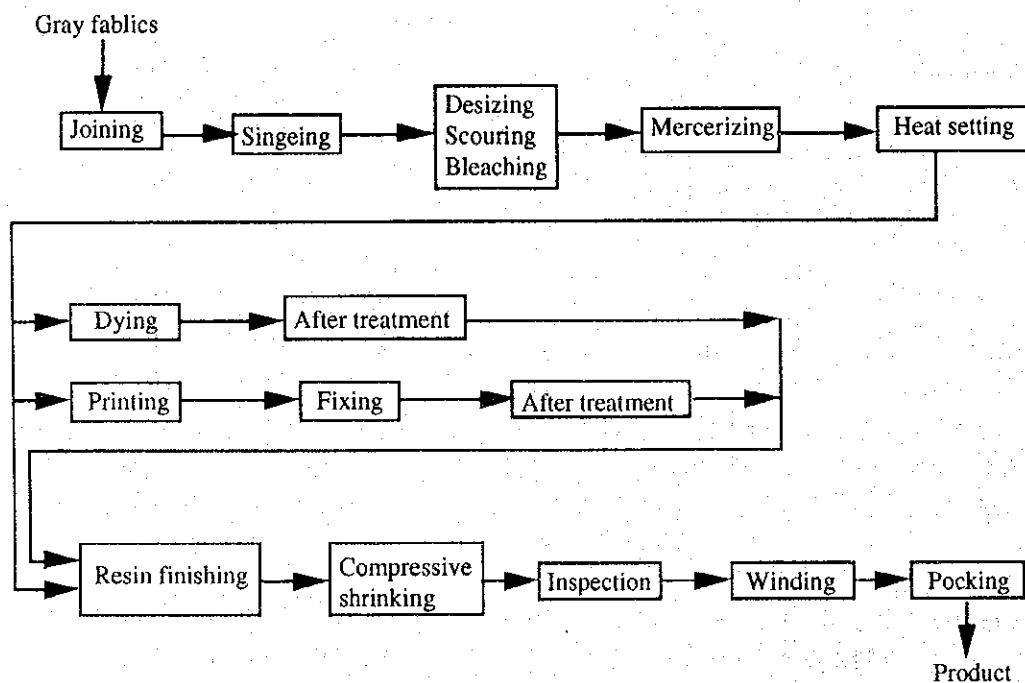 Gray fablics
Joining
Singeing
Desizing
Scouring
Bleaching
Mercerizing
Heat setting
Dying
After treatment
Printing
Fixing
After treatment
Resin finishing
Compressive
shrinking
Inspection
Winding
Pocking
Product